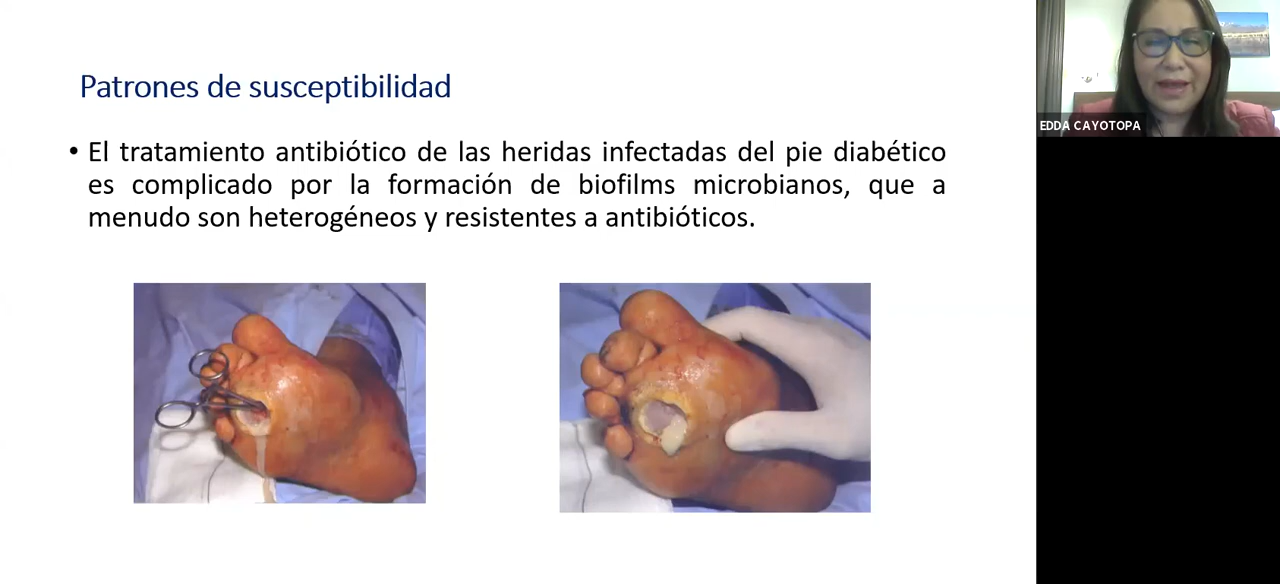 Patrones de susceptibilidad
• El tratamiento antibiótico de las heridas infectadas del pie diabético
es complicado por la formación de biofilms microbianos, que a
menudo son heterogéneos y resistentes a antibióticos.
EDDA CAYOTOPA